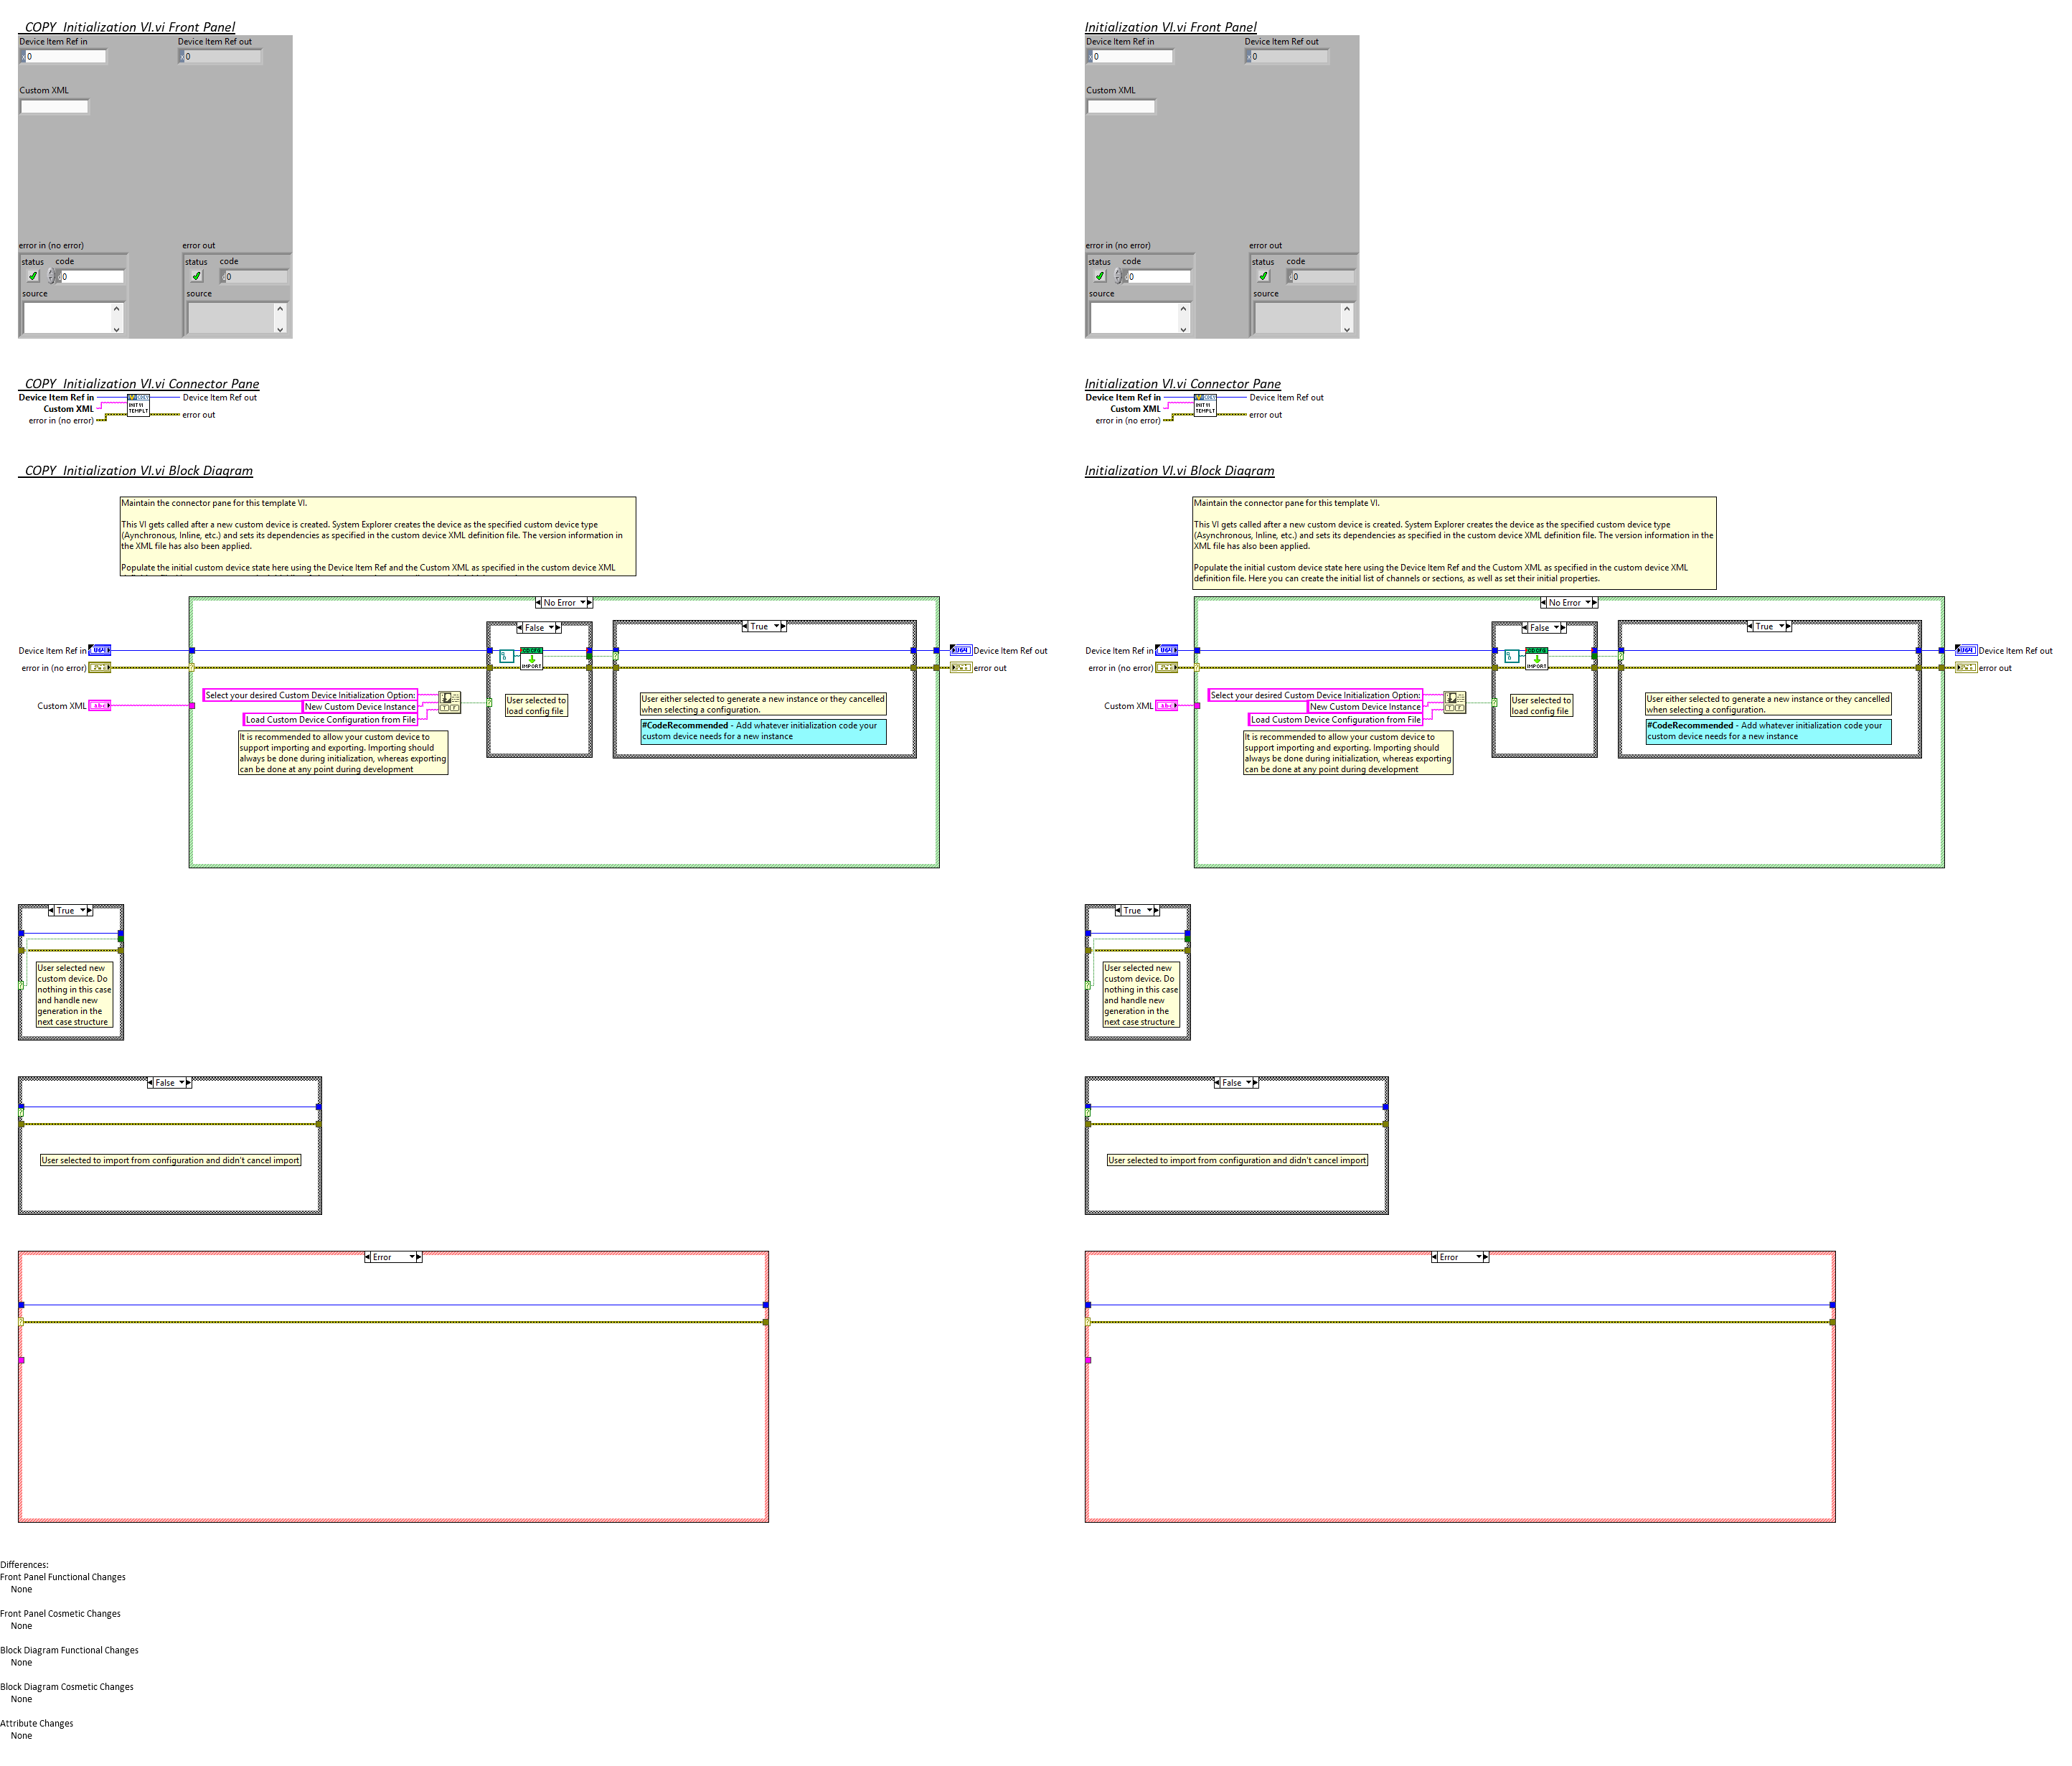 _COPY_Initialization VI.vi Front Panel
Device Item Ref in
Device Item Ref out
0
0
Custom XML
error in (no error)
error out
status
code
status
code
0
0
source
source
_COPY_Initialization VI.vi Connector Pane
Device Item Ref in
Device Item Ref out
Custom XML
error out
error in (no error)
_COPY_Initialization VI.vi Block Diagram
Maintain the connector pane for this template VI.
This VI gets called after a new custom device is created. System Explorer creates the device as the specified custom device type
(Aynchronous, Inline, etc.) and sets its dependencies as specified in the custom device XML definition file. The version information in
the XML file has also been applied.
Populate the initial custom device state here using the Device Item Ref and the Custom XML as specified in the custom device XML
No Error
False
True
Device Item Ref in
U64
U64
Device Item Ref out
error in (no error)
IMPORT
error out
Select your desired Custom Device Initialization Option:
New Custom Device Instance
Load Custom Device Configuration from File
Custom XML
abc
User selected to
load config file
User either selected to generate a new instance or they cancelled
when selecting a configuration.
#CodeRecommended - Add whatever initialization code your
custom device needs for a new instance
It is recommended to allow your custom device to
support importing and exporting. Importing should
always be done during initialization, whereas exporting
can be done at any point during development
True
User selected new
custom device. Do
nothing in this case
and handle new
generation in the
next case structure
False
User selected to import from configuration and didn't cancel import
Error
Initialization VI.vi Front Panel
Device Item Ref in
Device Item Ref out
0
0
Custom XML
error in (no error)
error out
status
code
status
code
0
0
source
source
Initialization VI.vi Connector Pane
Device Item Ref in
Device Item Ref out
Custom XML
error out
error in (no error)
Initialization VI.vi Block Diagram
Maintain the connector pane for this template VI.
This VI gets called after a new custom device is created. System Explorer creates the device as the specified custom device type
(Asynchronous, Inline, etc.) and sets its dependencies as specified in the custom device XML definition file. The version information in the
XML file has also been applied.
Populate the initial custom device state here using the Device Item Ref and the Custom XML as specified in the custom device XML
definition file. Here you can create the initial list of channels or sections, as well as set their initial properties.
No Error
False
True
Device Item Ref in
U64
U64
Device Item Ref out
error in (no error)
IMPORT
error out
Select your desired Custom Device Initialization Option:
New Custom Device Instance
Load Custom Device Configuration from File
Custom XML
abc
User selected to
load config file
User either selected to generate a new instance or they cancelled
when selecting a configuration.
#CodeRecommended - Add whatever initialization code your
custom device needs for a new instance
It is recommended to allow your custom device to
support importing and exporting. Importing should
always be done during initialization, whereas exporting
can be done at any point during development
True
User selected new
custom device. Do
nothing in this case
and handle new
generation in the
next case structure
False
User selected to import from configuration and didn't cancel import
Error
Differences:
Front Panel Functional Changes
None
Front Panel Cosmetic Changes
None
Block Diagram Functional Changes
None
Block Diagram Cosmetic Changes
None
Attribute Changes
None